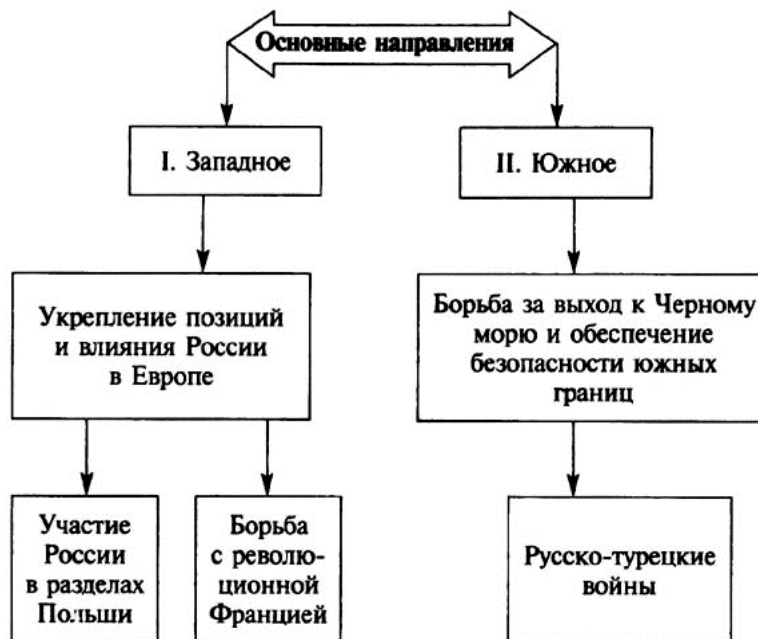 Основные направления
I. Западное
II. Южное
Укрепление позиций
и влияния России
в Европе
Борьба за выход к Черному
морю и обеспечение
безопасности южных
границ
Участие
России
в разделах
Польши
Борьба
с револю-
ционной
Францией
Русско-турецкие
войны